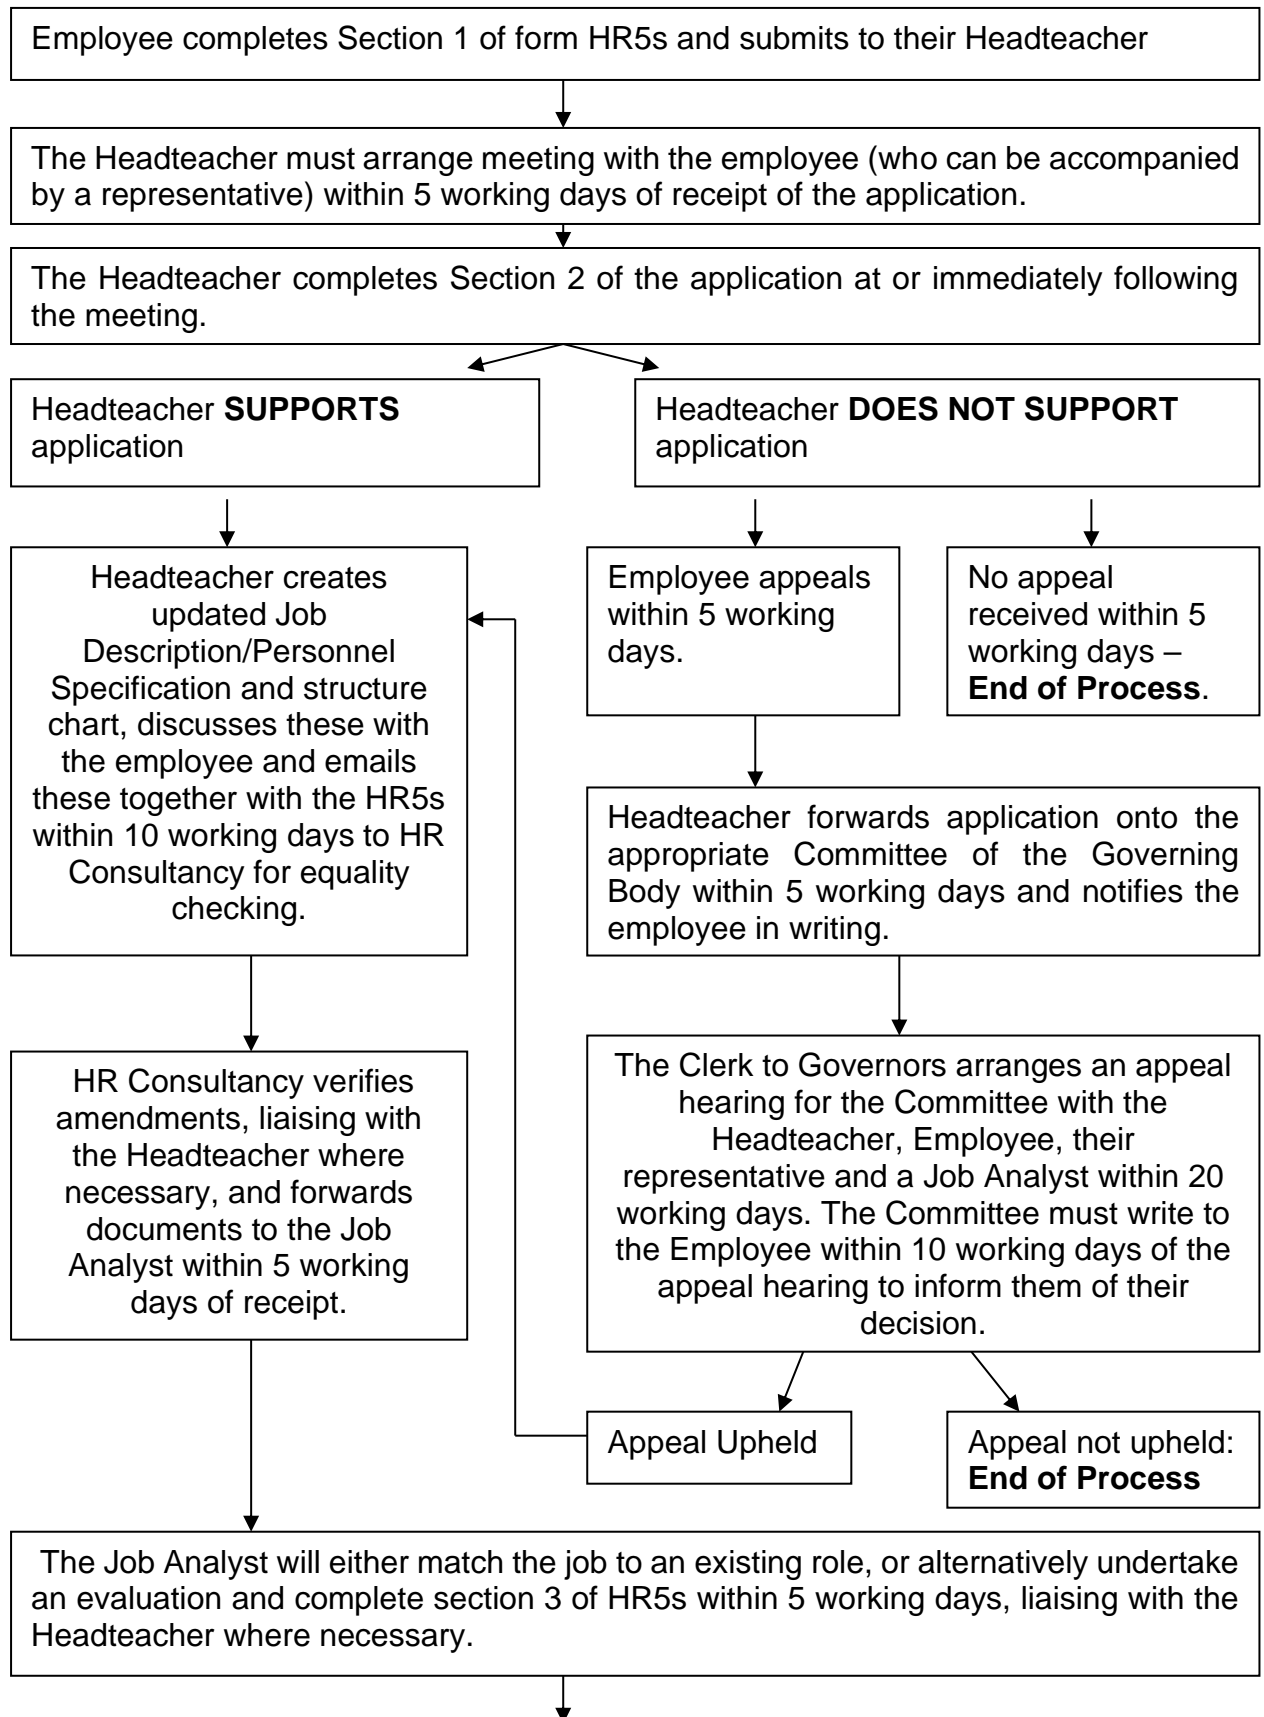 Employee completes Section 1 of form HR5s and submits to their Headteacher
The Headteacher must arrange meeting with the employee (who can be accompanied
by a representative) within 5 working days of receipt of the application.
The Headteacher completes Section 2 of the application at or immediately following
the meeting.
Headteacher SUPPORTS
application
Headteacher DOES NOT SUPPORT
application
Headteacher creates
updated Job
Description/Personnel
Specification and structure
chart, discusses these with
the employee and emails
these together with the HR5s
within 10 working days to HR
Consultancy for equality
checking.
Employee appeals
within 5 working
days.
No appeal
received within 5
working days –
End of Process.
Headteacher forwards application onto the
appropriate Committee of the Governing
Body within 5 working days and notifies the
employee in writing.
HR Consultancy verifies
amendments, liaising with
the Headteacher where
necessary, and forwards
documents to the Job
Analyst within 5 working
days of receipt.
The Clerk to Governors arranges an appeal
hearing for the Committee with the
Headteacher, Employee, their
representative and a Job Analyst within 20
working days. The Committee must write to
the Employee within 10 working days of the
appeal hearing to inform them of their
decision.
Appeal Upheld
Appeal not upheld:
End of Process
The Job Analyst will either match the job to an existing role, or alternatively undertake
an evaluation and complete section 3 of HR5s within 5 working days, liaising with the
Headteacher where necessary.